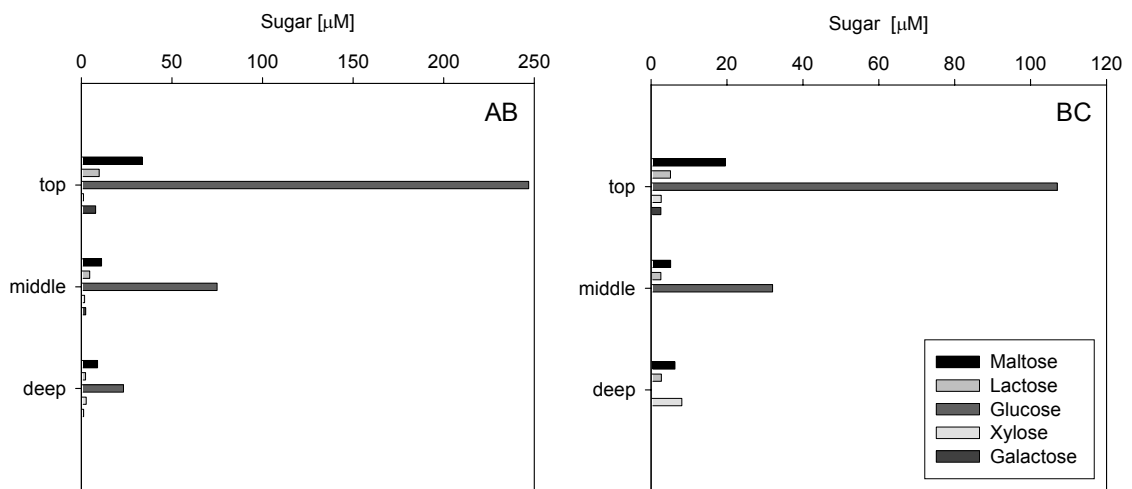 Sugar [µM]
0 50 100 150 200 250
AB
top
middle
deep
Sugar [µM]
0 20 40 60 80 100 120
BC
top
middle
deep
Maltose
Lactose
Glucose
Xylose
Galactose